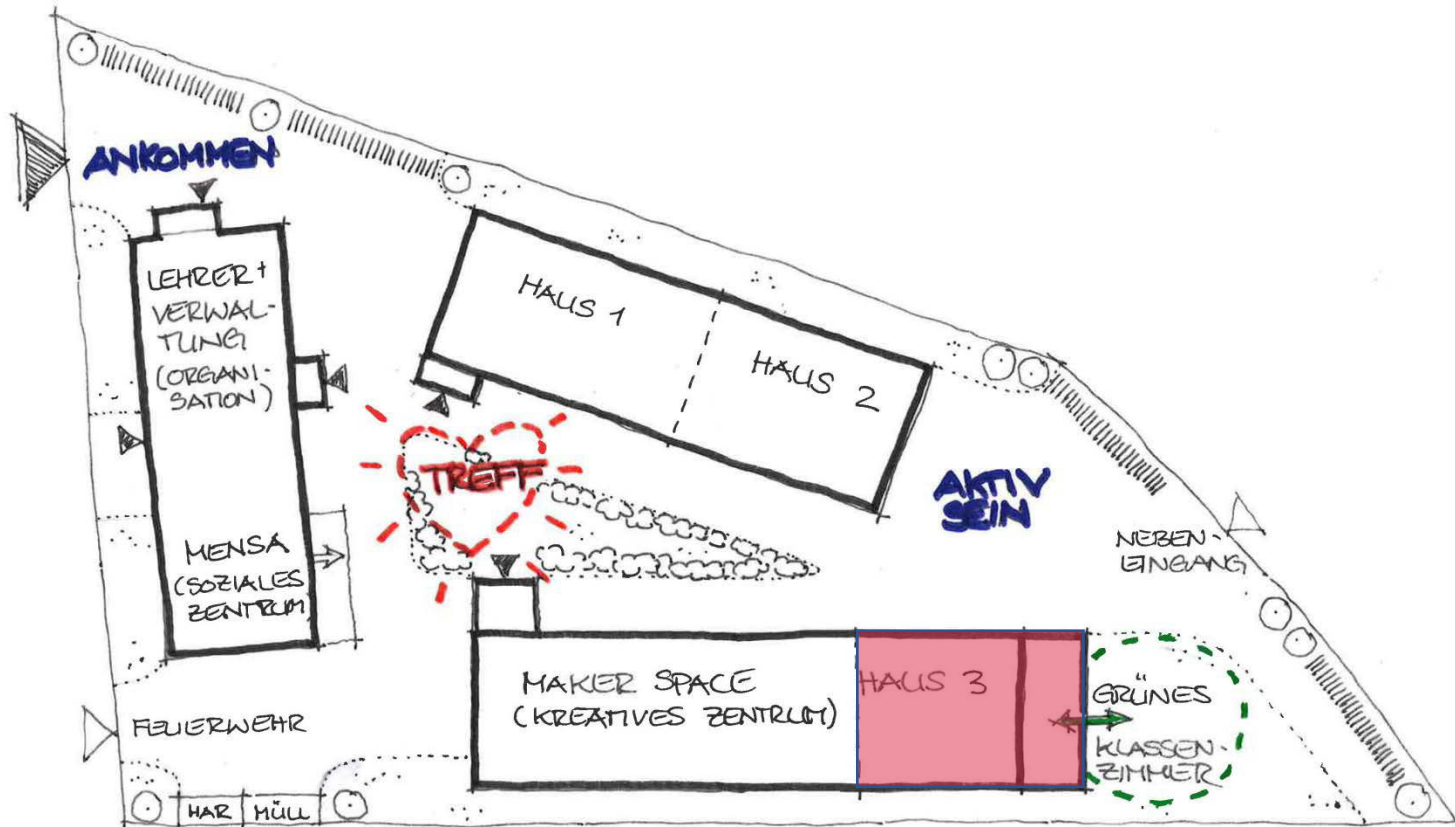 ANKOMMEN
LEHRER +
VERWAL-
TUNG
(ORGANI-
SATION)
MENSA
(SOZIALES
ZENTRUM)
HAUS 1
HAUS 2
TREFF
AKTIV
SEIN
NEBEN-
EINGANG
MAKER SPACE
(KREATIVES ZENTRUM)
HAUS 3
GRÜNES
KLASSEN-
ZIMMER
FEUERWEHR
HAR
MÜLL